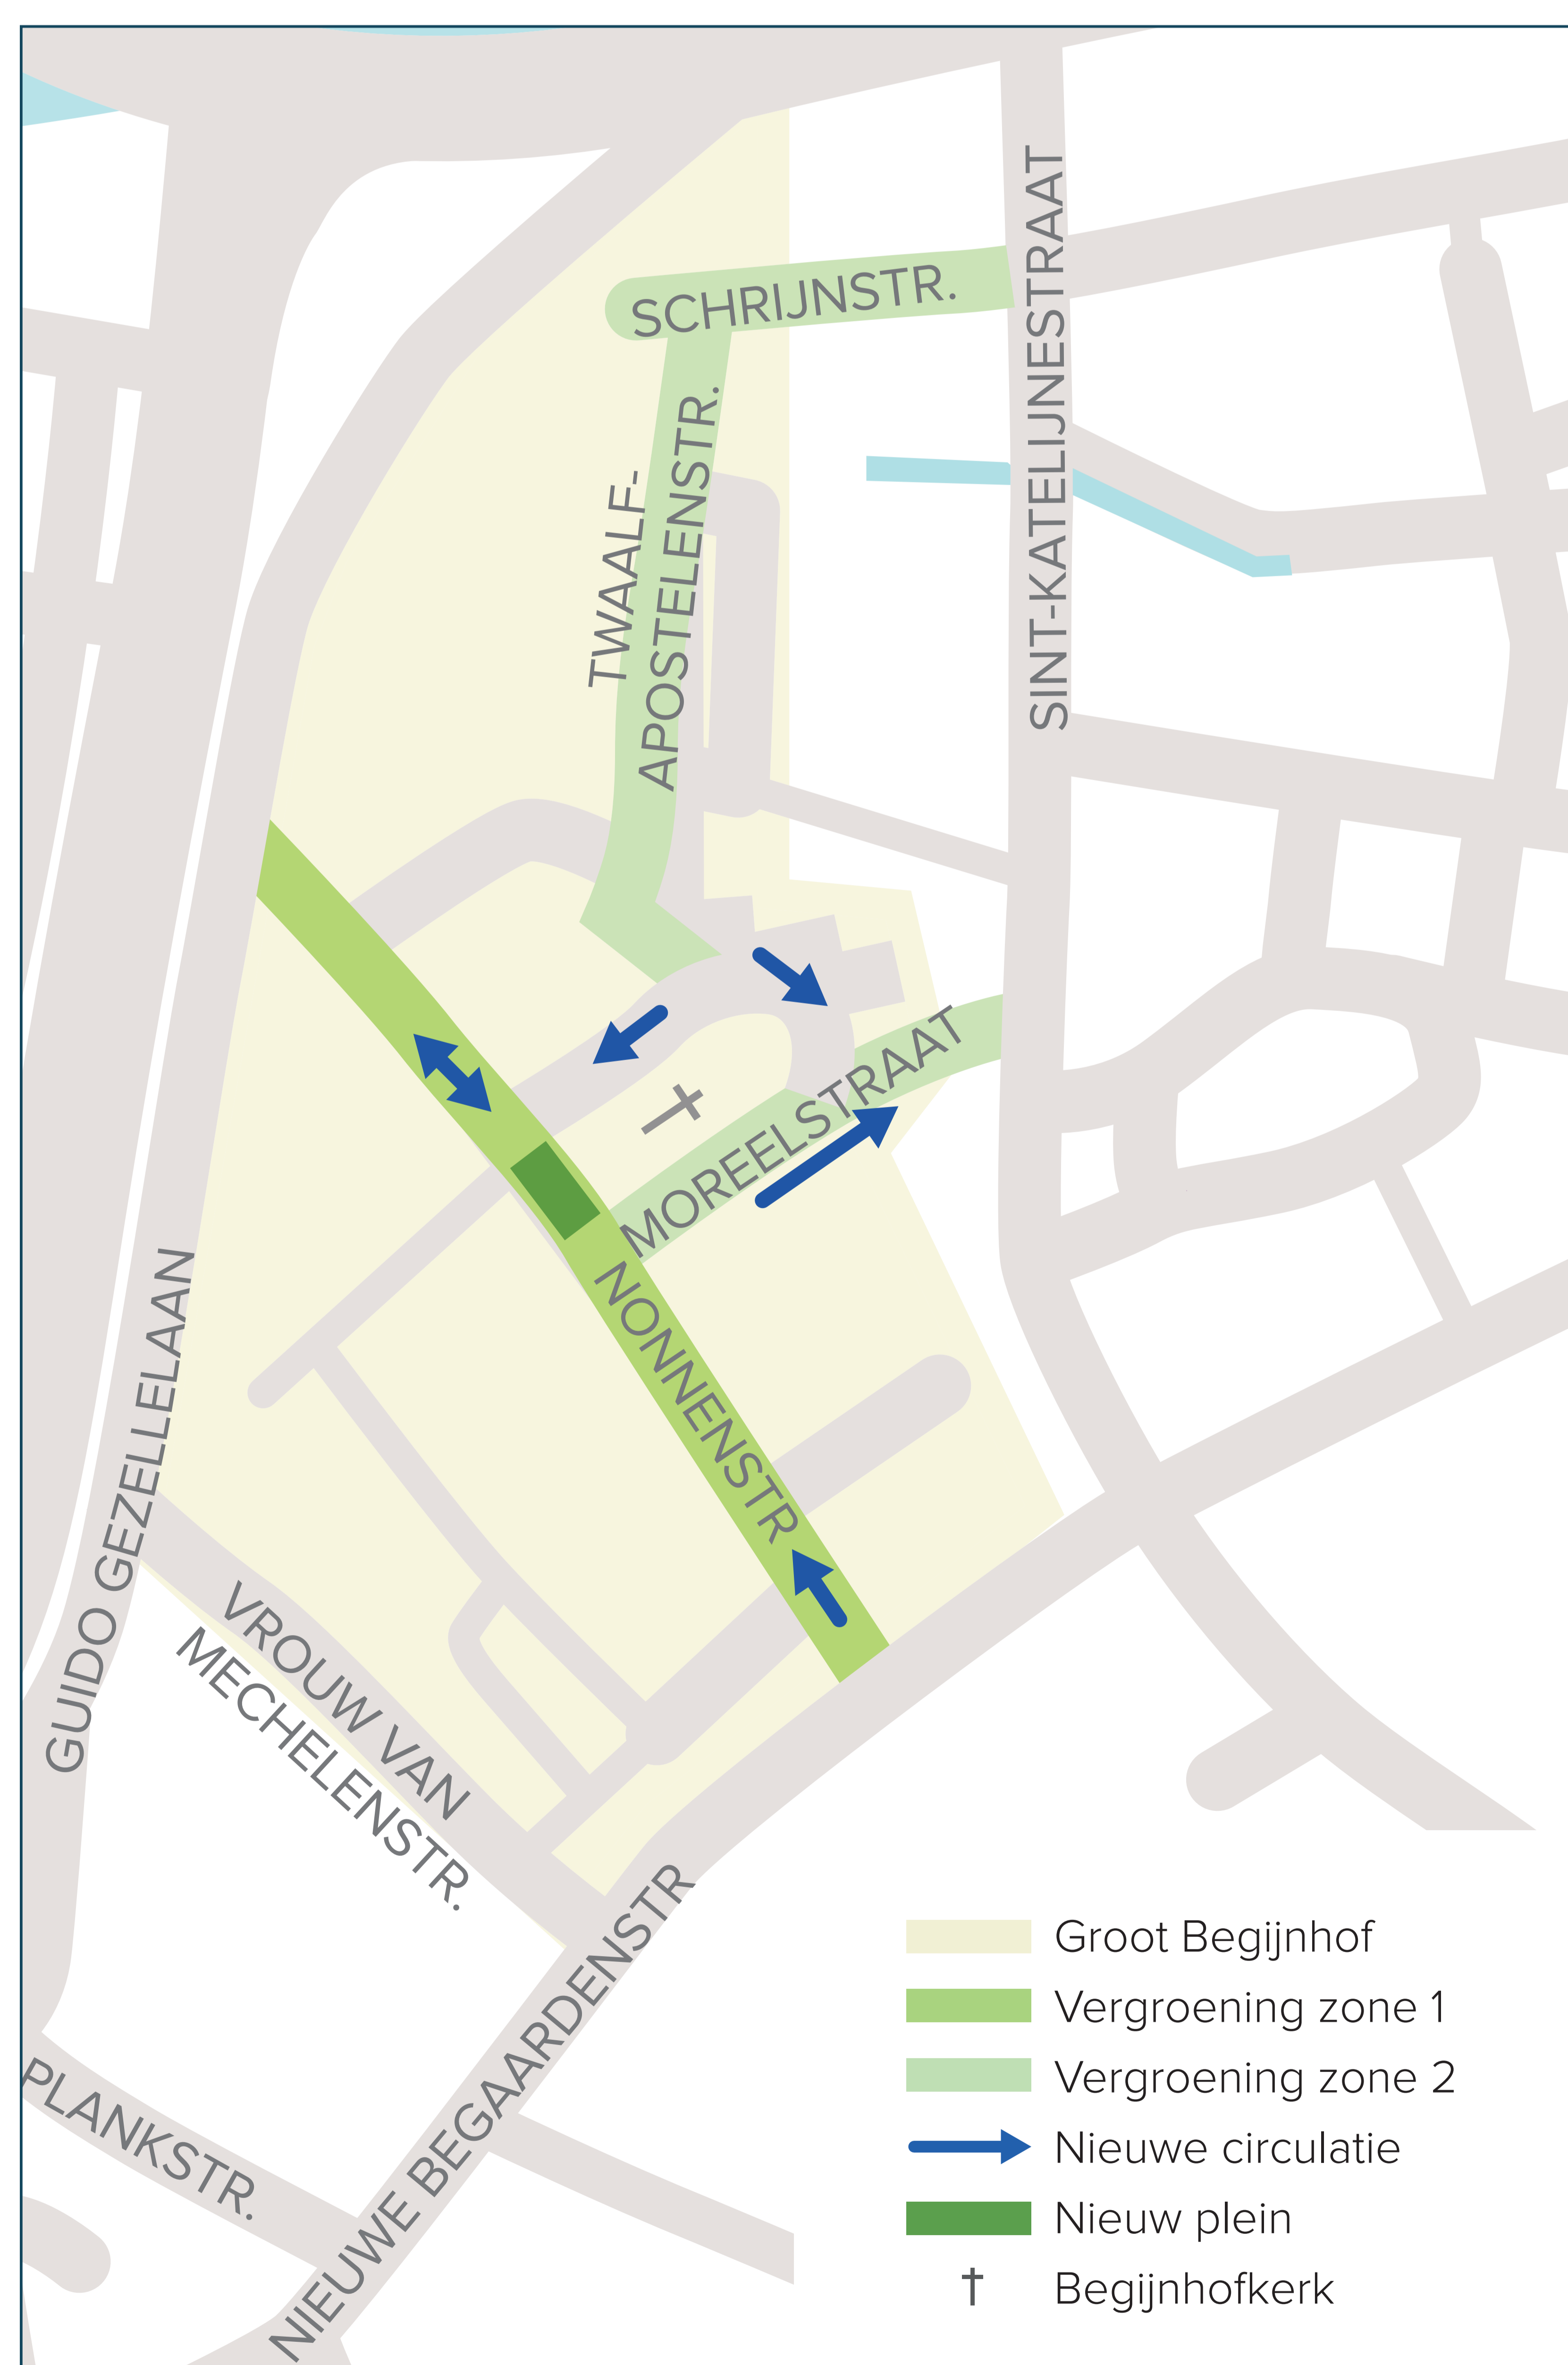 SCHRIJNSTR.
SINT-KATELIJNESTRAAT
TWAALF-
APOSTELENSTR.
MOREELSTRAAT
NONNENSTR
GUIDO GEZELLELAAN
VROUW VAN
MECHELENSTR.
NIEUWE BEGAARDENSTR
PLANKSTR.
Groot Begijnhof
Vergroening zone 1
Vergroening zone 2
Nieuwe circulatie
Nieuw plein
Begijnhofkerk